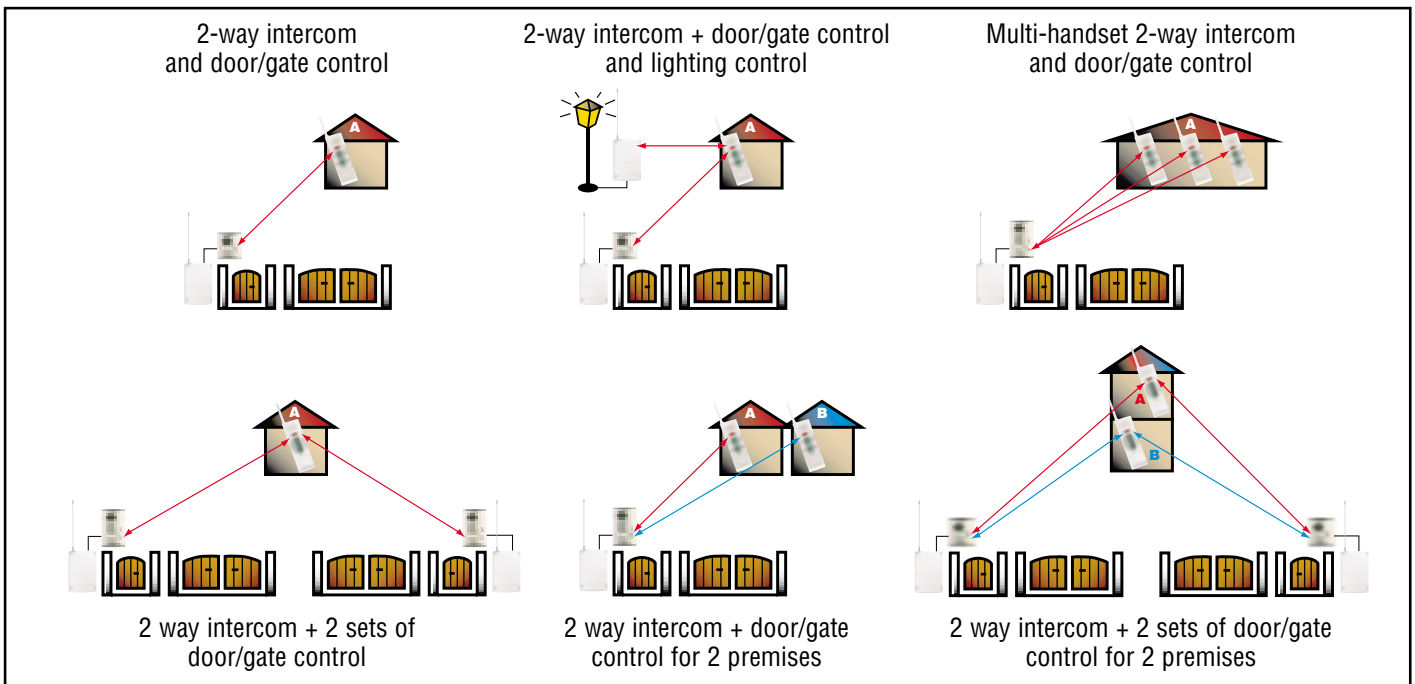 2-way intercom
and door/gate control
2-way intercom + door/gate control
and lighting control
Multi-handset 2-way intercom
and door/gate control
A
A
A
A
A
B
A
B
2 way intercom + 2 sets of
door/gate control
2 way intercom + door/gate
control for 2 premises
2 way intercom + 2 sets of door/gate
control for 2 premises